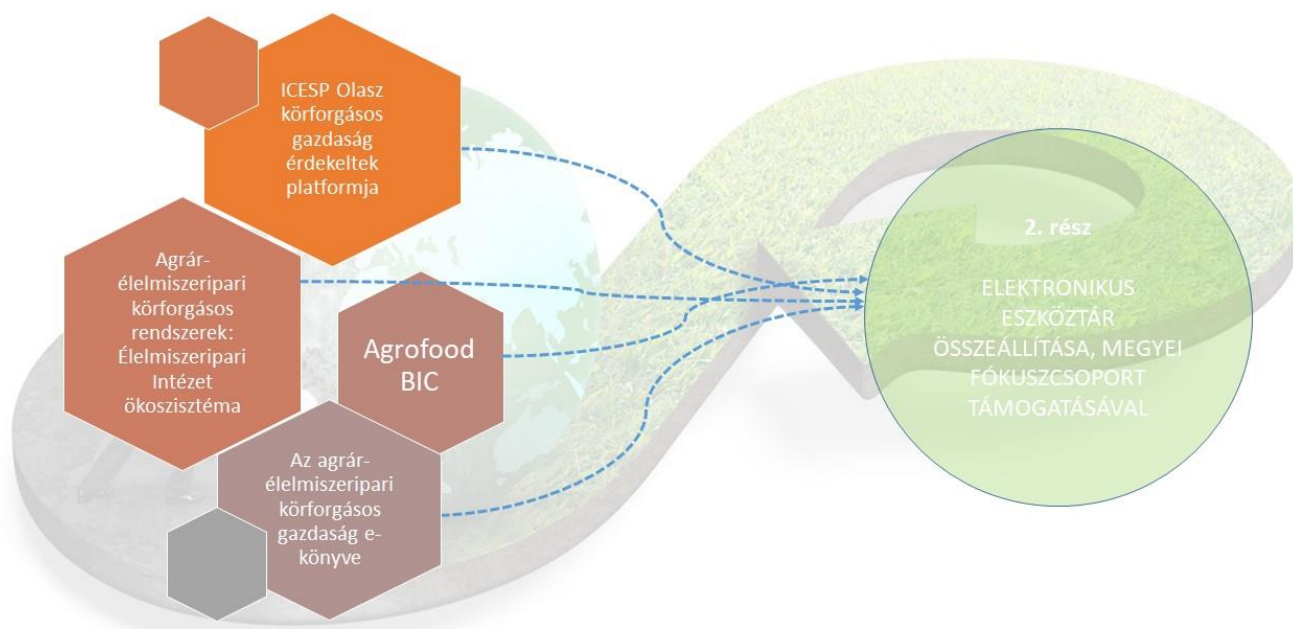 ICESP Olasz
körforgásos
gazdaság
érdekeltek
platformja
Agrár-
élelmiszeripari
körforgásos
rendszerek:
Élelmiszeripari
Intézet
ökoszisztéma
Agrofood
BIC
Az agrár-
élelmiszeripari
körforgásos
gazdaság e-
könyve
2. rész
ELEKTRONIKUS
ESZKÖZTÁR
ÖSSZEÁLLÍTÁSA, MEGYEI
FÓKUSZCSOPORT
TÁMOGATÁSÁVAL